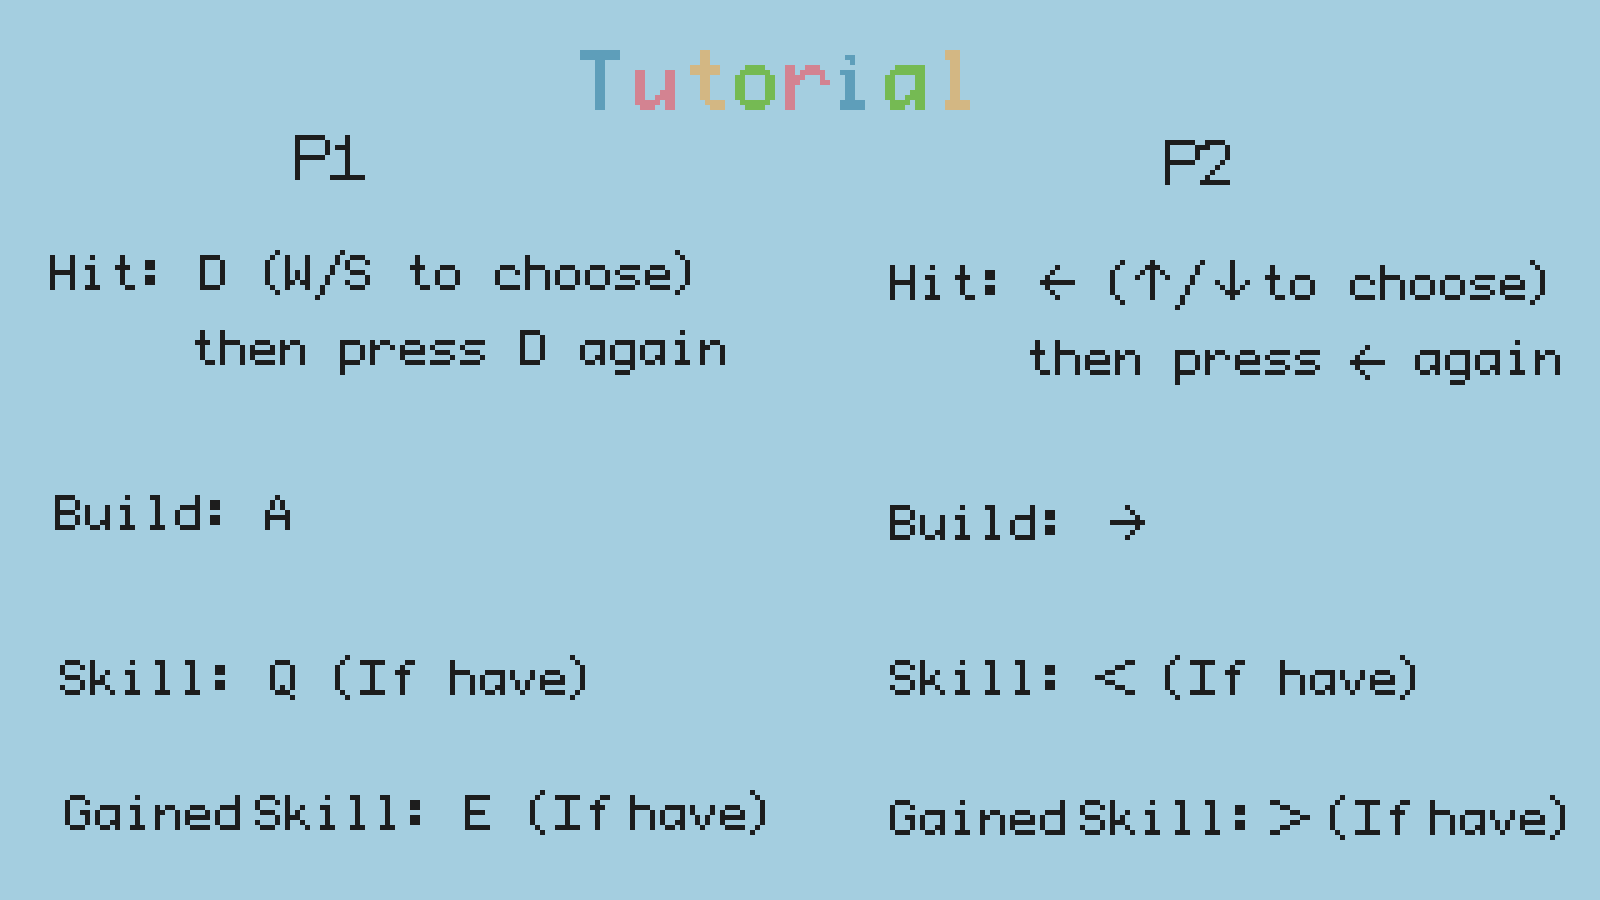 Tutorial
P1
Hit: D (W/S to choose)
then press D again
Build: A
Skill: Q (If have)
Gained Skill: E (If have)
P2
Hit: ← (↑/↓ to choose)
then press ← again
Build: →
Skill: < (If have)
Gained Skill: > (If have)